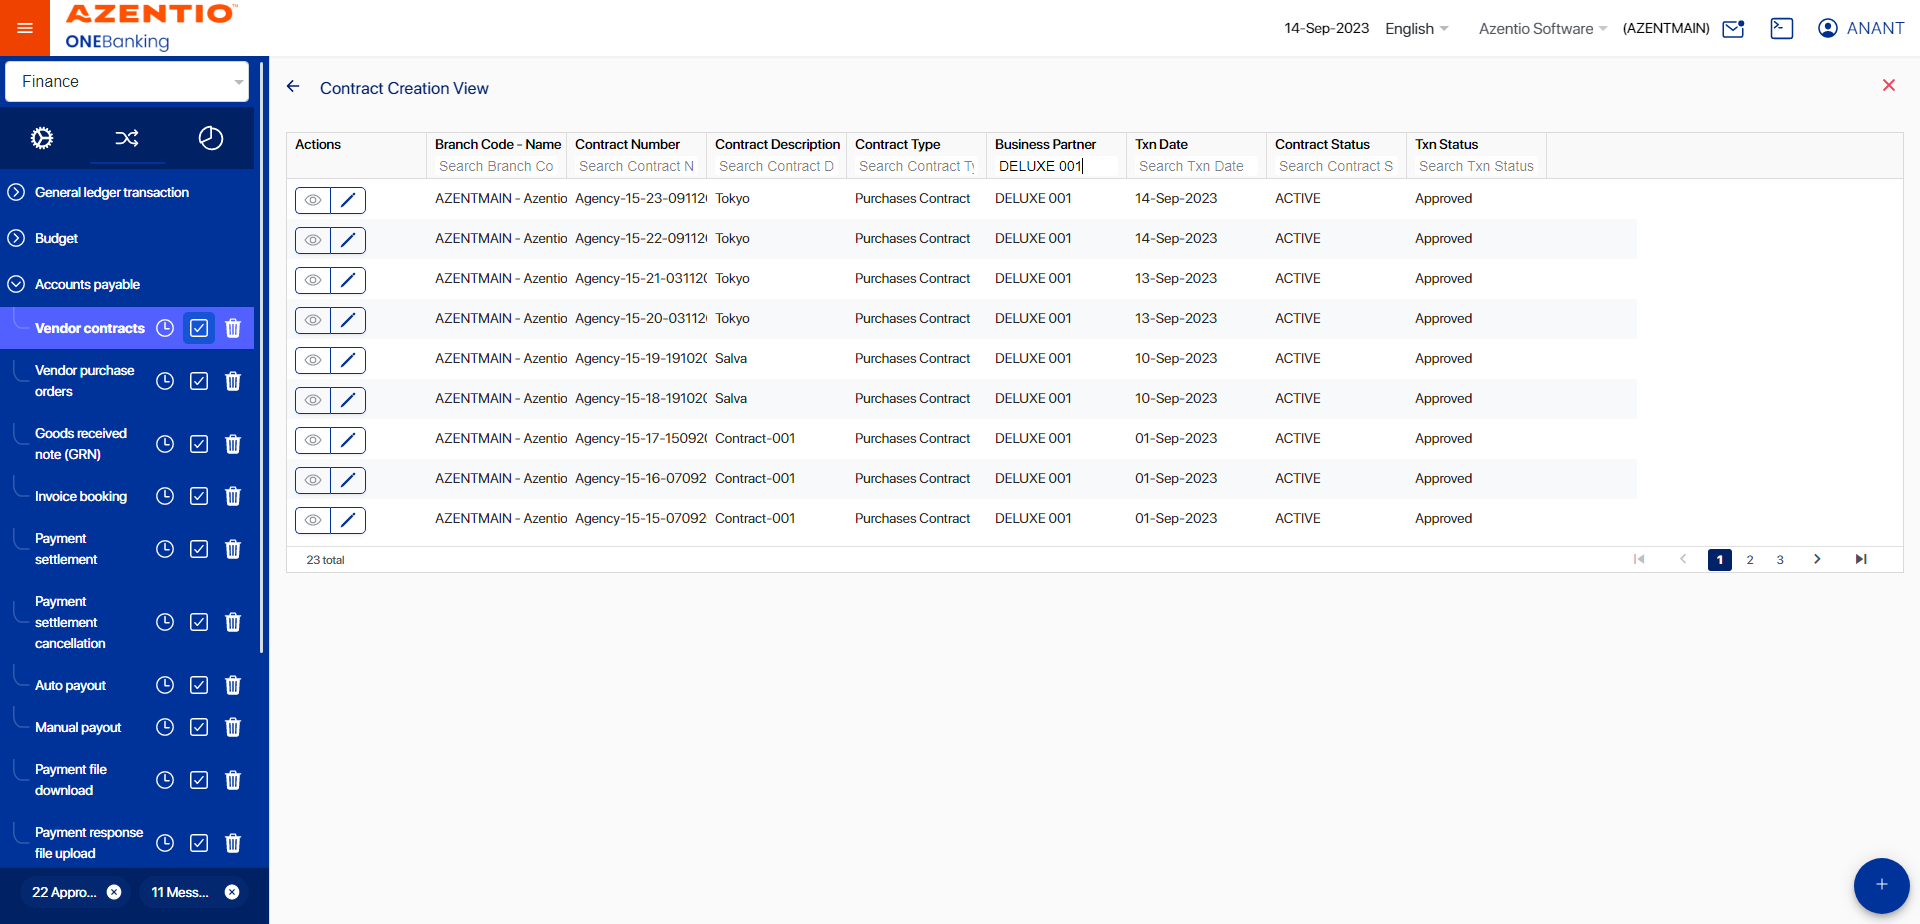 AZENTIO™
ONEBanking
14-Sep-2023 English Azentio Software (AZENTMAIN) ANANT
Finance
General ledger transaction
Budget
Accounts payable
Vendor contracts
Vendor purchase
orders
Goods received
note (GRN)
Invoice booking
Payment
settlement
Payment
settlement
cancellation
Auto payout
Manual payout
Payment file
download
Payment response
file upload
22 Appro... 11 Mess...
Contract Creation View
Actions Branch Code - Name Contract Number Contract Description Contract Type Business Partner Txn Date Contract Status Txn Status
Search Branch Co Search Contract N Search Contract D Search Contract Ty DELUXE 001 Search Txn Date Search Contract S Search Txn Status
AZENTMAIN - Azentio Agency-15-23-091120 Tokyo Purchases Contract DELUXE 001 14-Sep-2023 ACTIVE Approved
AZENTMAIN - Azentio Agency-15-22-091120 Tokyo Purchases Contract DELUXE 001 14-Sep-2023 ACTIVE Approved
AZENTMAIN - Azentio Agency-15-21-031120 Tokyo Purchases Contract DELUXE 001 13-Sep-2023 ACTIVE Approved
AZENTMAIN - Azentio Agency-15-20-031120 Tokyo Purchases Contract DELUXE 001 13-Sep-2023 ACTIVE Approved
AZENTMAIN - Azentio Agency-15-19-191020 Salva Purchases Contract DELUXE 001 10-Sep-2023 ACTIVE Approved
AZENTMAIN - Azentio Agency-15-18-191020 Salva Purchases Contract DELUXE 001 10-Sep-2023 ACTIVE Approved
AZENTMAIN - Azentio Agency-15-17-150920 Contract-001 Purchases Contract DELUXE 001 01-Sep-2023 ACTIVE Approved
AZENTMAIN - Azentio Agency-15-16-07092 Contract-001 Purchases Contract DELUXE 001 01-Sep-2023 ACTIVE Approved
AZENTMAIN - Azentio Agency-15-15-07092 Contract-001 Purchases Contract DELUXE 001 01-Sep-2023 ACTIVE Approved
23 total 1 2 3